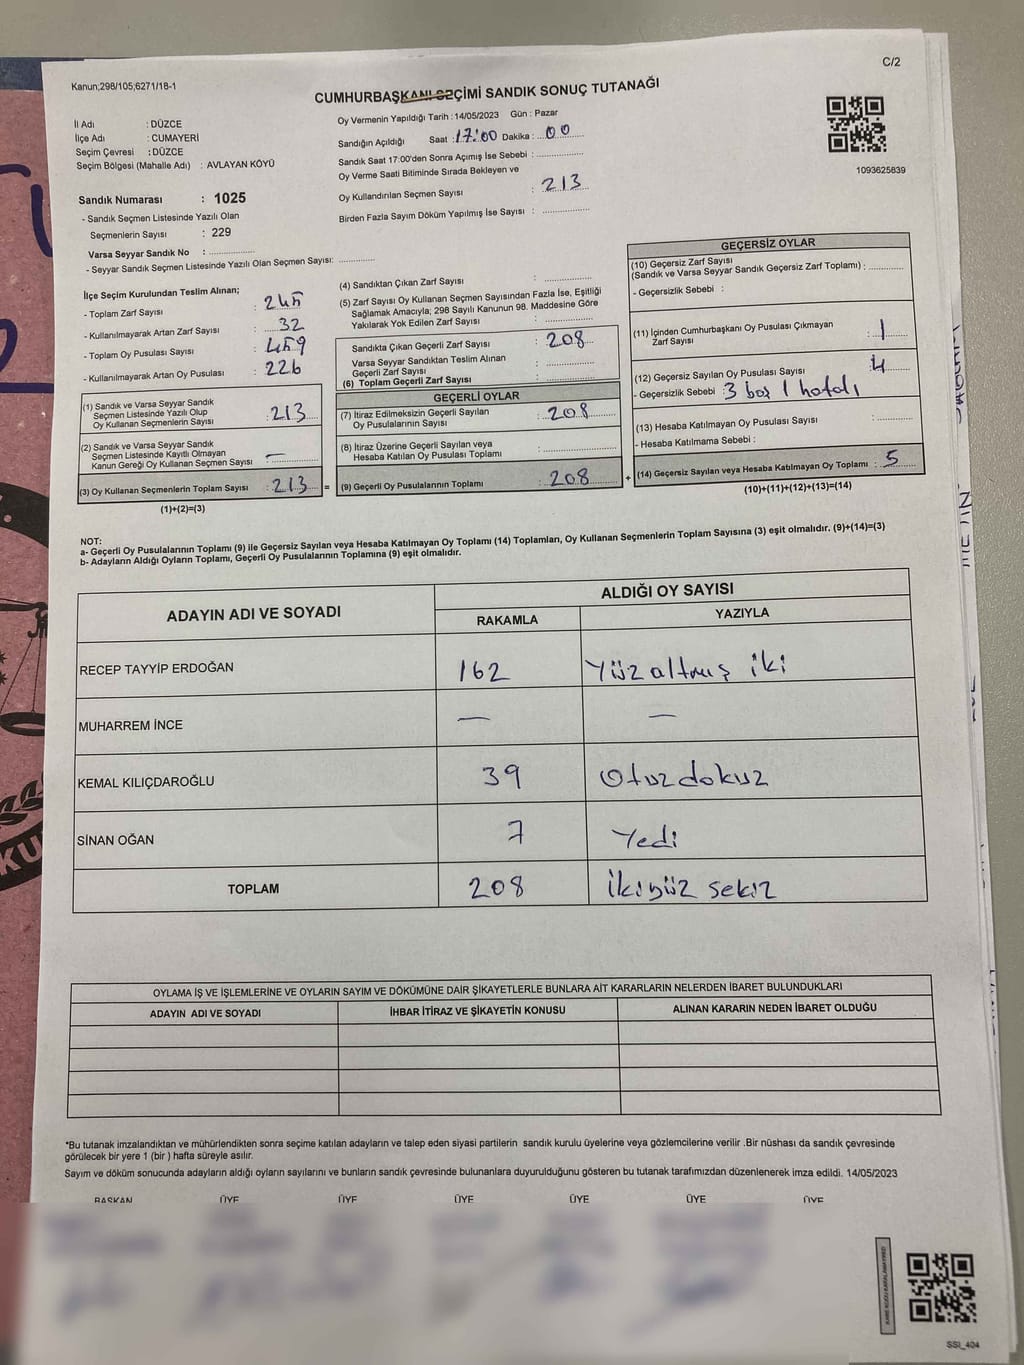 C/2
Kanun;298/105;6271/18-1
CUMHURBAŞKANI SEÇİMİ SANDIK SONUÇ TUTANAĞI
İl Adı : DÜZCE
İlçe Adı : CUMAYERİ
Seçim Çevresi : DÜZCE
Seçim Bölgesi (Mahalle Adı) : AVLAYAN KÖYÜ
Sandık Numarası : 1025
- Sandık Seçmen Listesinde Yazılı Olan
Seçmenlerin Sayısı : 229
Varsa Seyyar Sandık No :
- Seyyar Sandık Seçmen Listesinde Yazılı Olan Seçmen Sayısı:
Oy Vermenin Yapıldığı Tarih : 14/05/2023 Gün : Pazar
Sandığın Açıldığı Saat : 17:00 Dakika : 00
Sandık Saat 17:00'den Sonra Açımış İse Sebebi :
Oy Verme Saati Bitiminde Sırada Bekleyen ve
Oy Kullandırılan Seçmen Sayısı : 213
Birden Fazla Sayım Döküm Yapılmış İse Sayısı :
1093625839
İlçe Seçim Kurulundan Teslim Alınan;
- Toplam Zarf Sayısı : 245
- Kullanılmayarak Artan Zarf Sayısı : 32
- Toplam Oy Pusulası Sayısı : 459
- Kullanılmayarak Artan Oy Pusulası : 226
(1) Sandık ve Varsa Seyyar Sandık
Seçmen Listesinde Yazılı Olup
Oy Kullanan Seçmenlerin Sayısı : 213
(2) Sandık ve Varsa Seyyar Sandık
Seçmen Listesinde Kayıtlı Olmayan
Kanun Gereği Oy Kullanan Seçmen Sayısı : —
(3) Oy Kullanan Seçmenlerin Toplam Sayısı : 213 =
(1)+(2)=(3)
(4) Sandıktan Çıkan Zarf Sayısı :
(5) Zarf Sayısı Oy Kullanan Seçmen Sayısından Fazla İse, Eşitliği
Sağlamak Amacıyla; 298 Sayılı Kanunun 98. Maddesine Göre
Yakılarak Yok Edilen Zarf Sayısı :
Sandıkta Çıkan Geçerli Zarf Sayısı : 208
Varsa Seyyar Sandıktan Teslim Alınan
Geçerli Zarf Sayısı :
(6) Toplam Geçerli Zarf Sayısı :
GEÇERLİ OYLAR
(7) İtiraz Edilmeksizin Geçerli Sayılan
Oy Pusulalarının Sayısı : 208
(8) İtiraz Üzerine Geçerli Sayılan veya
Hesaba Katılan Oy Pusulası Toplamı :
(9) Geçerli Oy Pusulalarının Toplamı : 208 +
GEÇERSİZ OYLAR
(10) Geçersiz Zarf Sayısı
(Sandık ve Varsa Seyyar Sandık Geçersiz Zarf Toplamı) :
- Geçersizlik Sebebi :
(11) İçinden Cumhurbaşkanı Oy Pusulası Çıkmayan
Zarf Sayısı : 1
(12) Geçersiz Sayılan Oy Pusulası Sayısı : 4
- Geçersizlik Sebebi : 3 boş 1 hatalı
(13) Hesaba Katılmayan Oy Pusulası Sayısı :
- Hesaba Katılmama Sebebi :
(14) Geçersiz Sayılan veya Hesaba Katılmayan Oy Toplamı : 5
(10)+(11)+(12)+(13)=(14)
NOT:
a- Geçerli Oy Pusulalarının Toplamı (9) ile Geçersiz Sayılan veya Hesaba Katılmayan Oy Toplamı (14) Toplamları, Oy Kullanan Seçmenlerin Toplam Sayısına (3) eşit olmalıdır. (9)+(14)=(3)
b- Adayların Aldığı Oyların Toplamı, Geçerli Oy Pusulalarının Toplamına (9) eşit olmalıdır.
ADAYIN ADI VE SOYADI ALDIĞI OY SAYISI
RAKAMLA YAZIYLA
RECEP TAYYİP ERDOĞAN 162 Yüzaltmış iki
MUHARREM İNCE — —
KEMAL KILIÇDAROĞLU 39 Otuzdokuz
SİNAN OĞAN 7 Yedi
TOPLAM 208 İkiyüz sekiz
OYLAMA İŞ VE İŞLEMLERİNE VE OYLARIN SAYIM VE DÖKÜMÜNE DAİR ŞİKAYETLERLE BUNLARA AİT KARARLARIN NELERDEN İBARET BULUNDUKLARI
ADAYIN ADI VE SOYADI İHBAR İTİRAZ VE ŞİKAYETİN KONUSU ALINAN KARARIN NEDEN İBARET OLDUĞU
*Bu tutanak imzalandıktan ve mühürlendikten sonra seçime katılan adayların ve talep eden siyasi partilerin sandık kurulu üyelerine veya gözlemcilerine verilir .Bir nüshası da sandık çevresinde
görülecek bir yere 1 (bir ) hafta süreyle asılır.
Sayım ve döküm sonucunda adayların aldığı oyların sayılarını ve bunların sandık çevresinde bulunanlara duyurulduğunu gösteren bu tutanak tarafımızdan düzenlenerek imza edildi. 14/05/2023
BAŞKAN ÜYE ÜYE ÜYE ÜYE ÜYE ÜYE
SSI_404